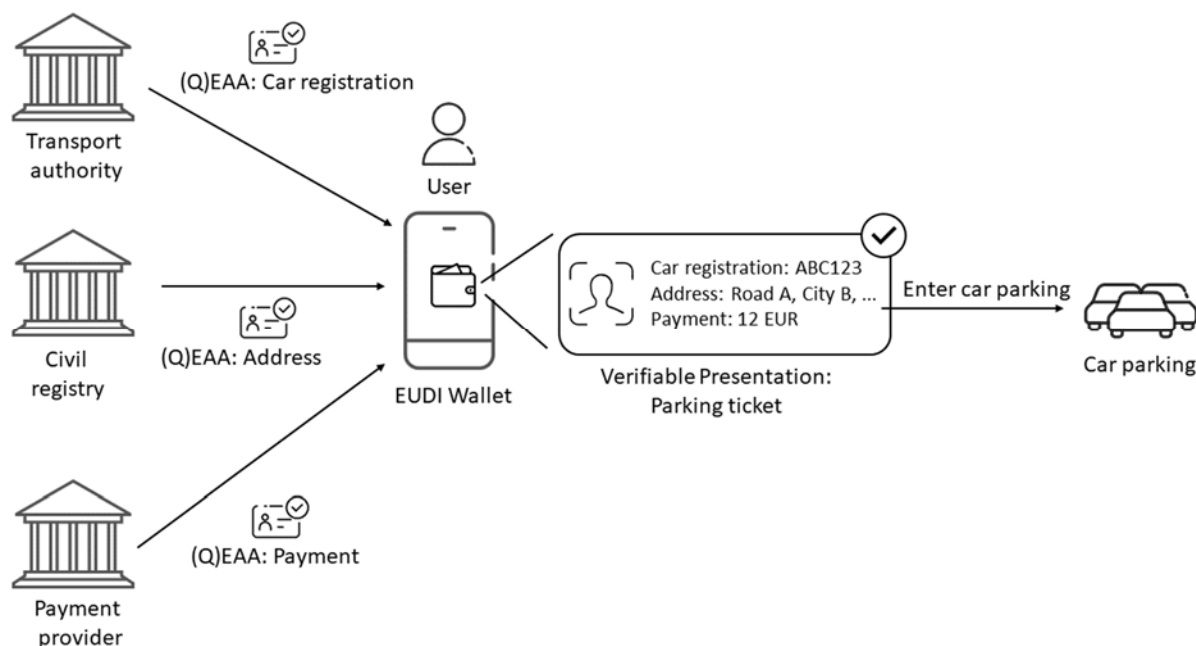 (Q)EAA: Car registration
Transport
authority
User
Car registration: ABC123
Address: Road A, City B, ...
Payment: 12 EUR
Enter car parking
Car parking
Civil
registry
(Q)EAA: Address
EUDI Wallet
Verifiable Presentation:
Parking ticket
(Q)EAA: Payment
Payment
provider